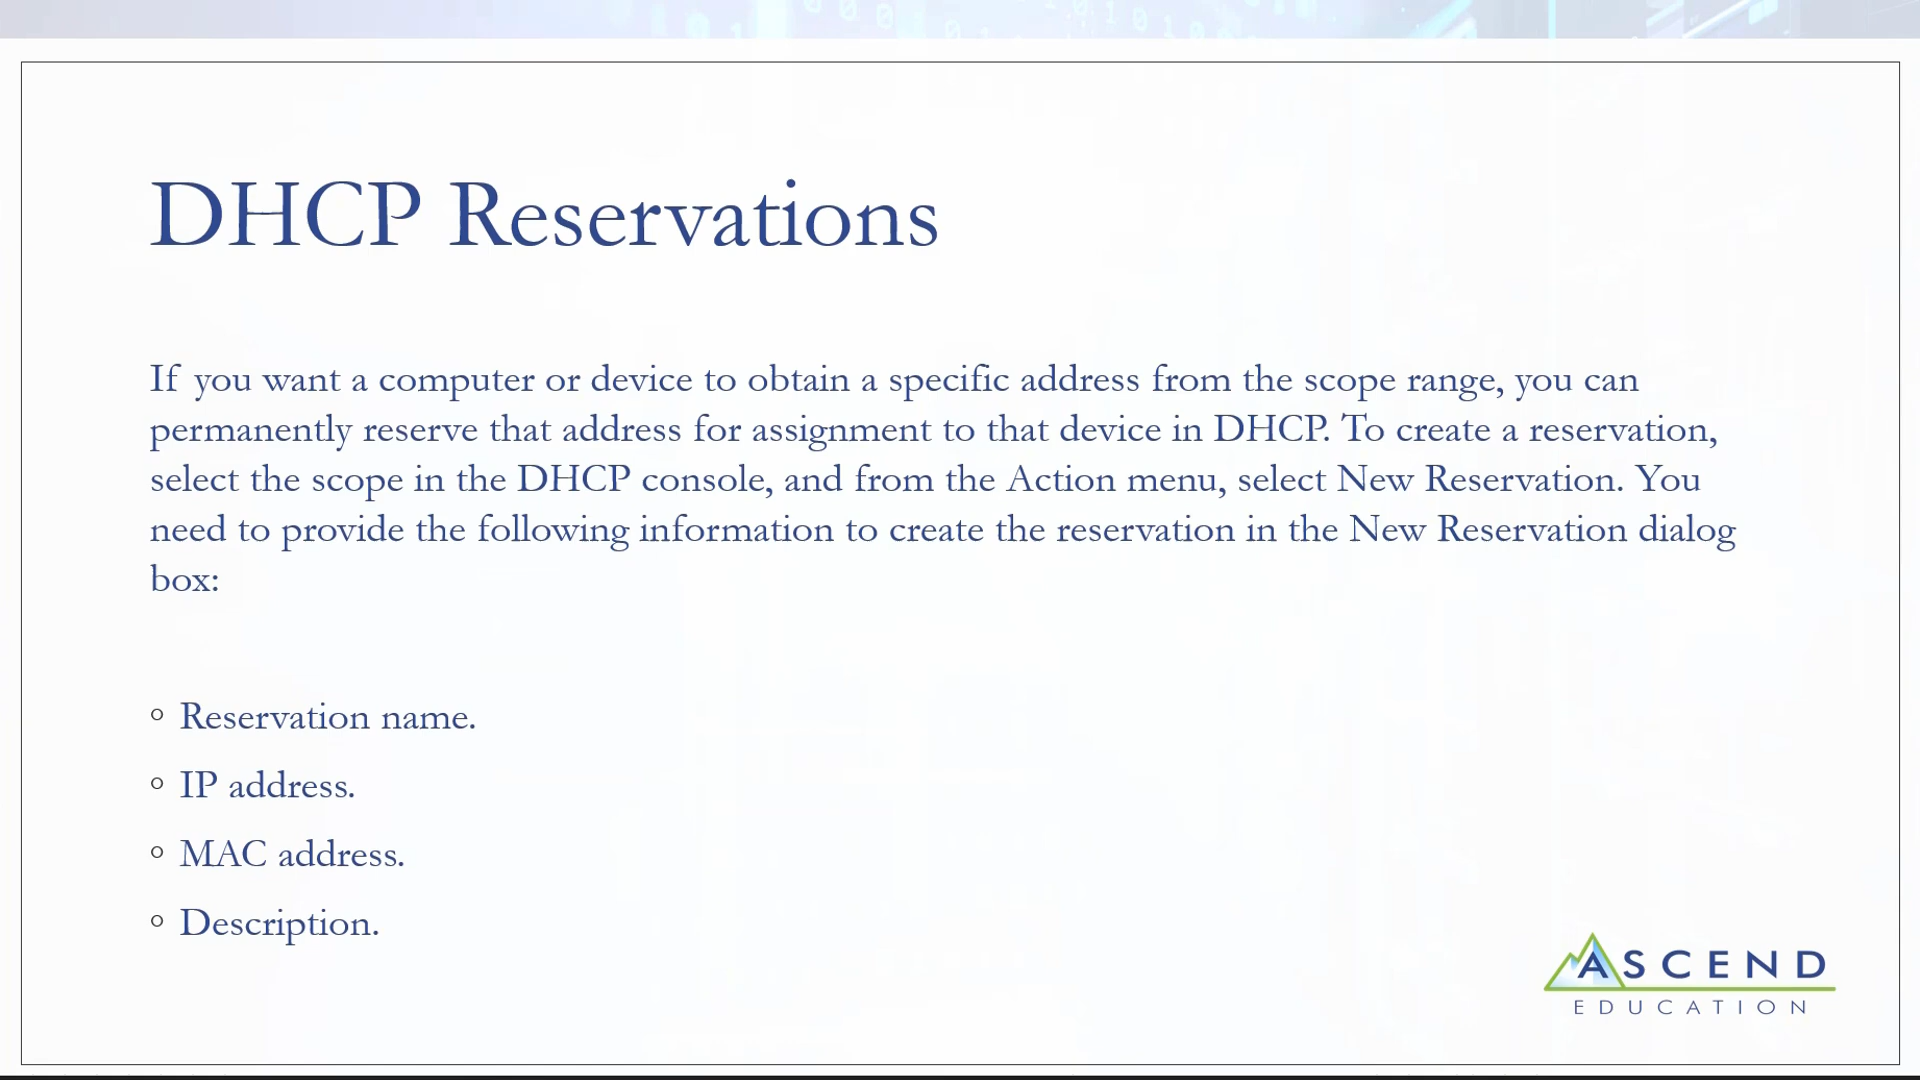 DHCP Reservations
If you want a computer or device to obtain a specific address from the scope range, you can
permanently reserve that address for assignment to that device in DHCP. To create a reservation,
select the scope in the DHCP console, and from the Action menu, select New Reservation. You
need to provide the following information to create the reservation in the New Reservation dialog
box:
○ Reservation name.
○ IP address.
○ MAC address.
○ Description.
ASCEND
EDUCATION